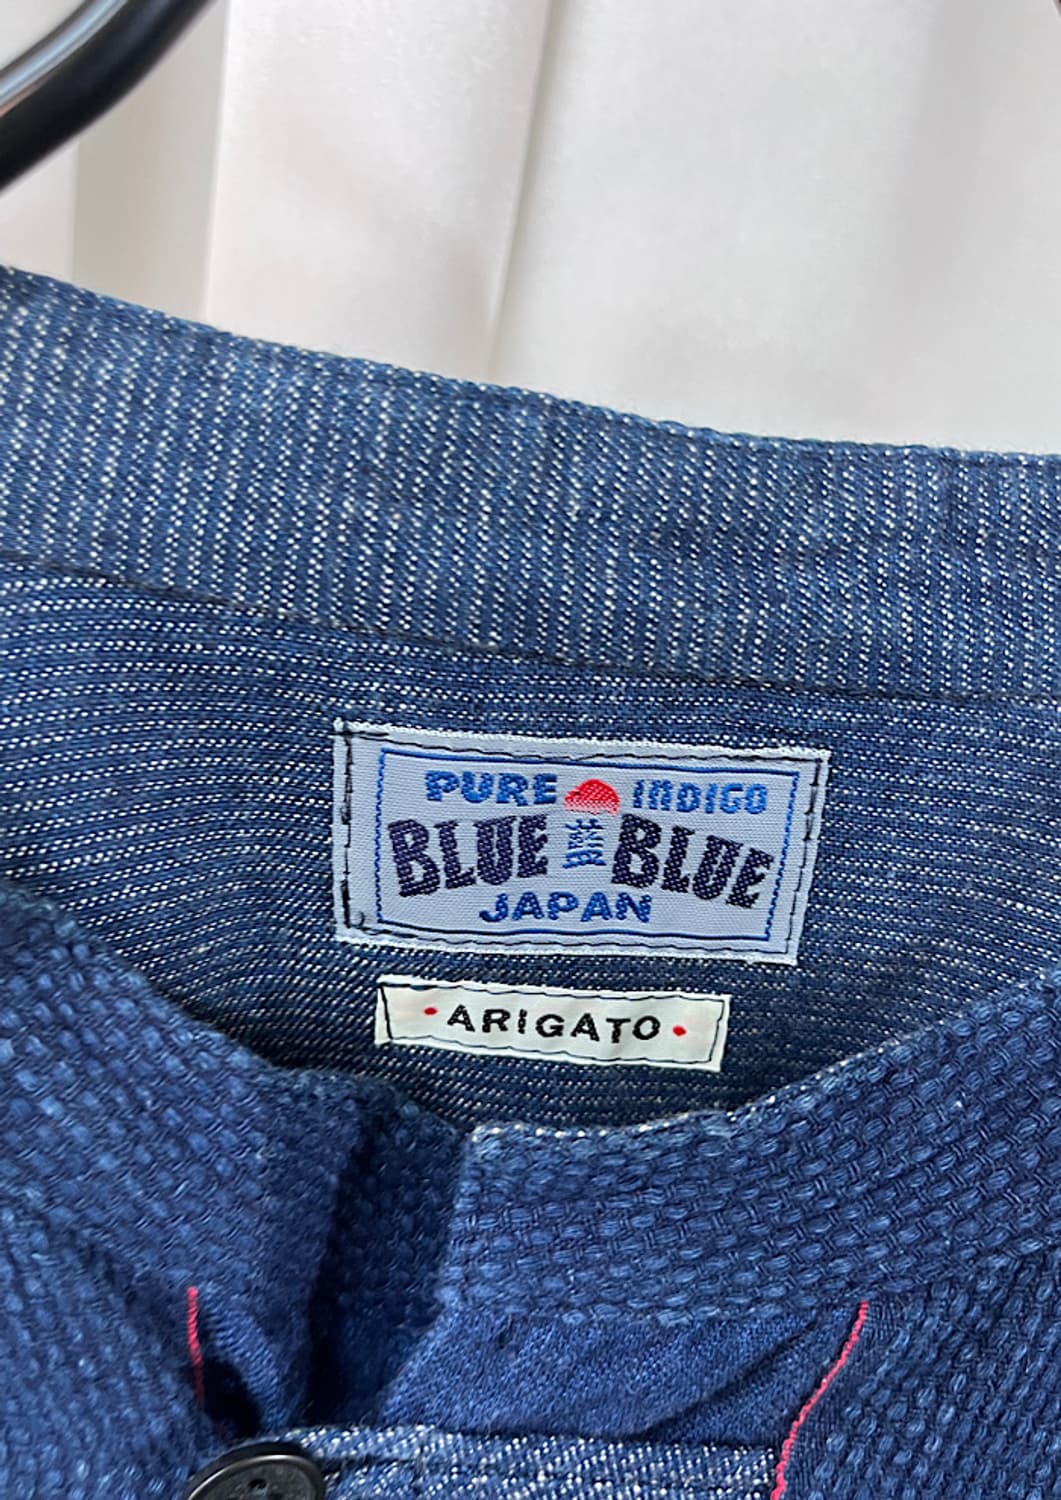 PURE INDIGO
BLUE 藍 BLUE
JAPAN
• ARIGATO •